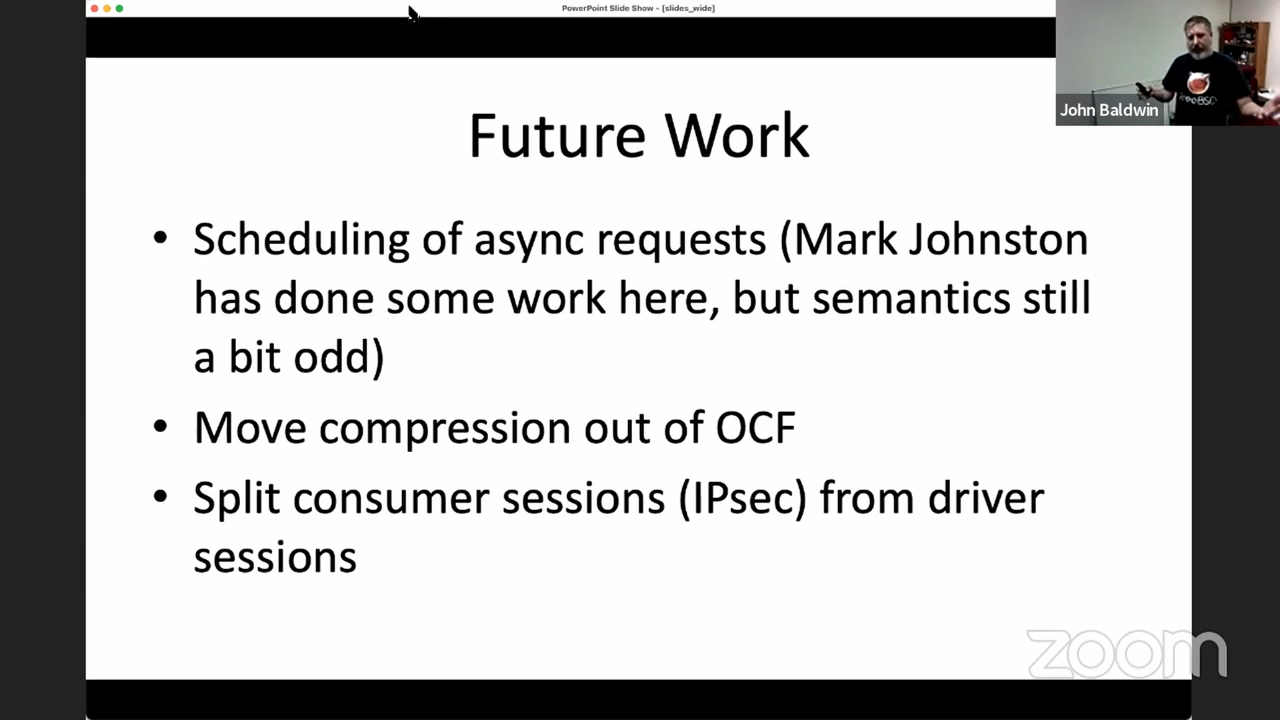 PowerPoint Slide Show - [slides_wide]
John Baldwin
FreeBSD
Future Work
• Scheduling of async requests (Mark Johnston
has done some work here, but semantics still
a bit odd)
• Move compression out of OCF
• Split consumer sessions (IPsec) from driver
sessions
zoom